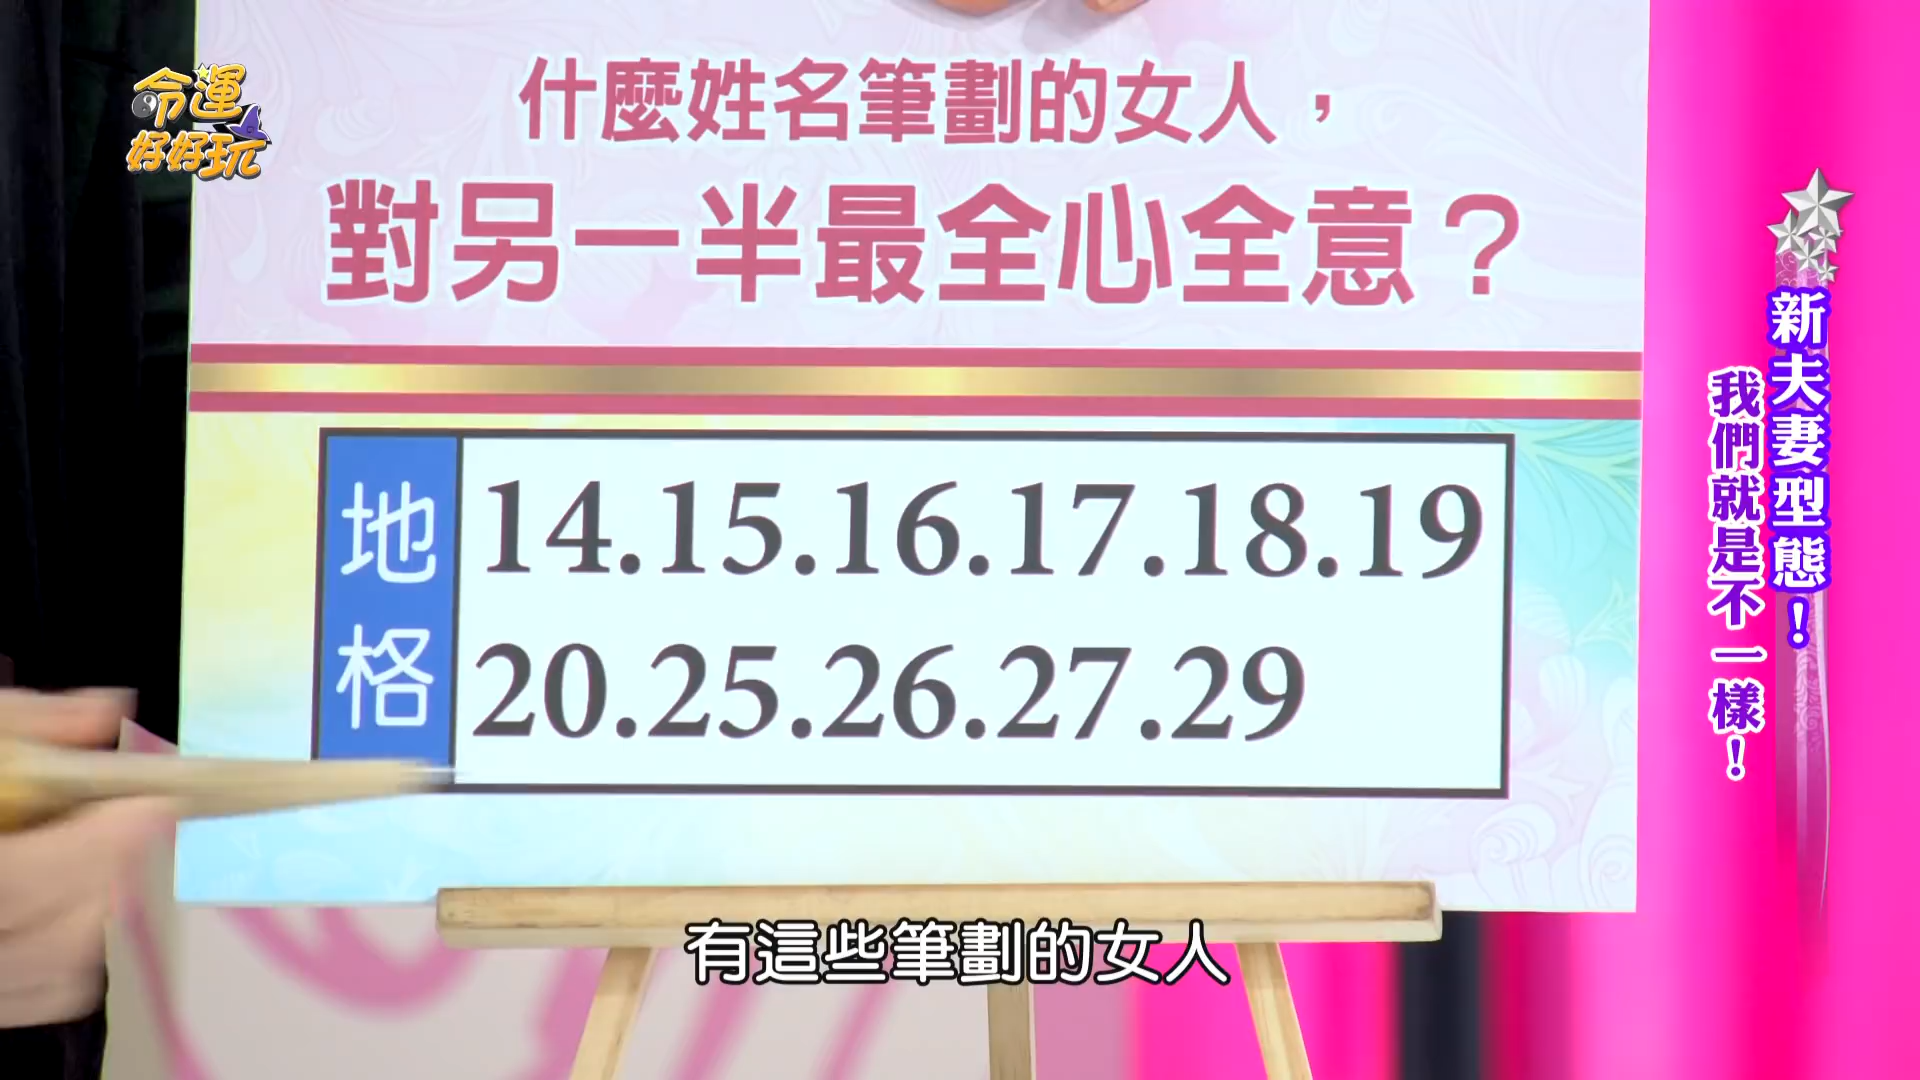 命運
好好玩
什麼姓名筆劃的女人，
對另一半最全心全意？
地格
14.15.16.17.18.19
20.25.26.27.29
新夫妻型態！
我們就是不一樣！
有這些筆劃的女人